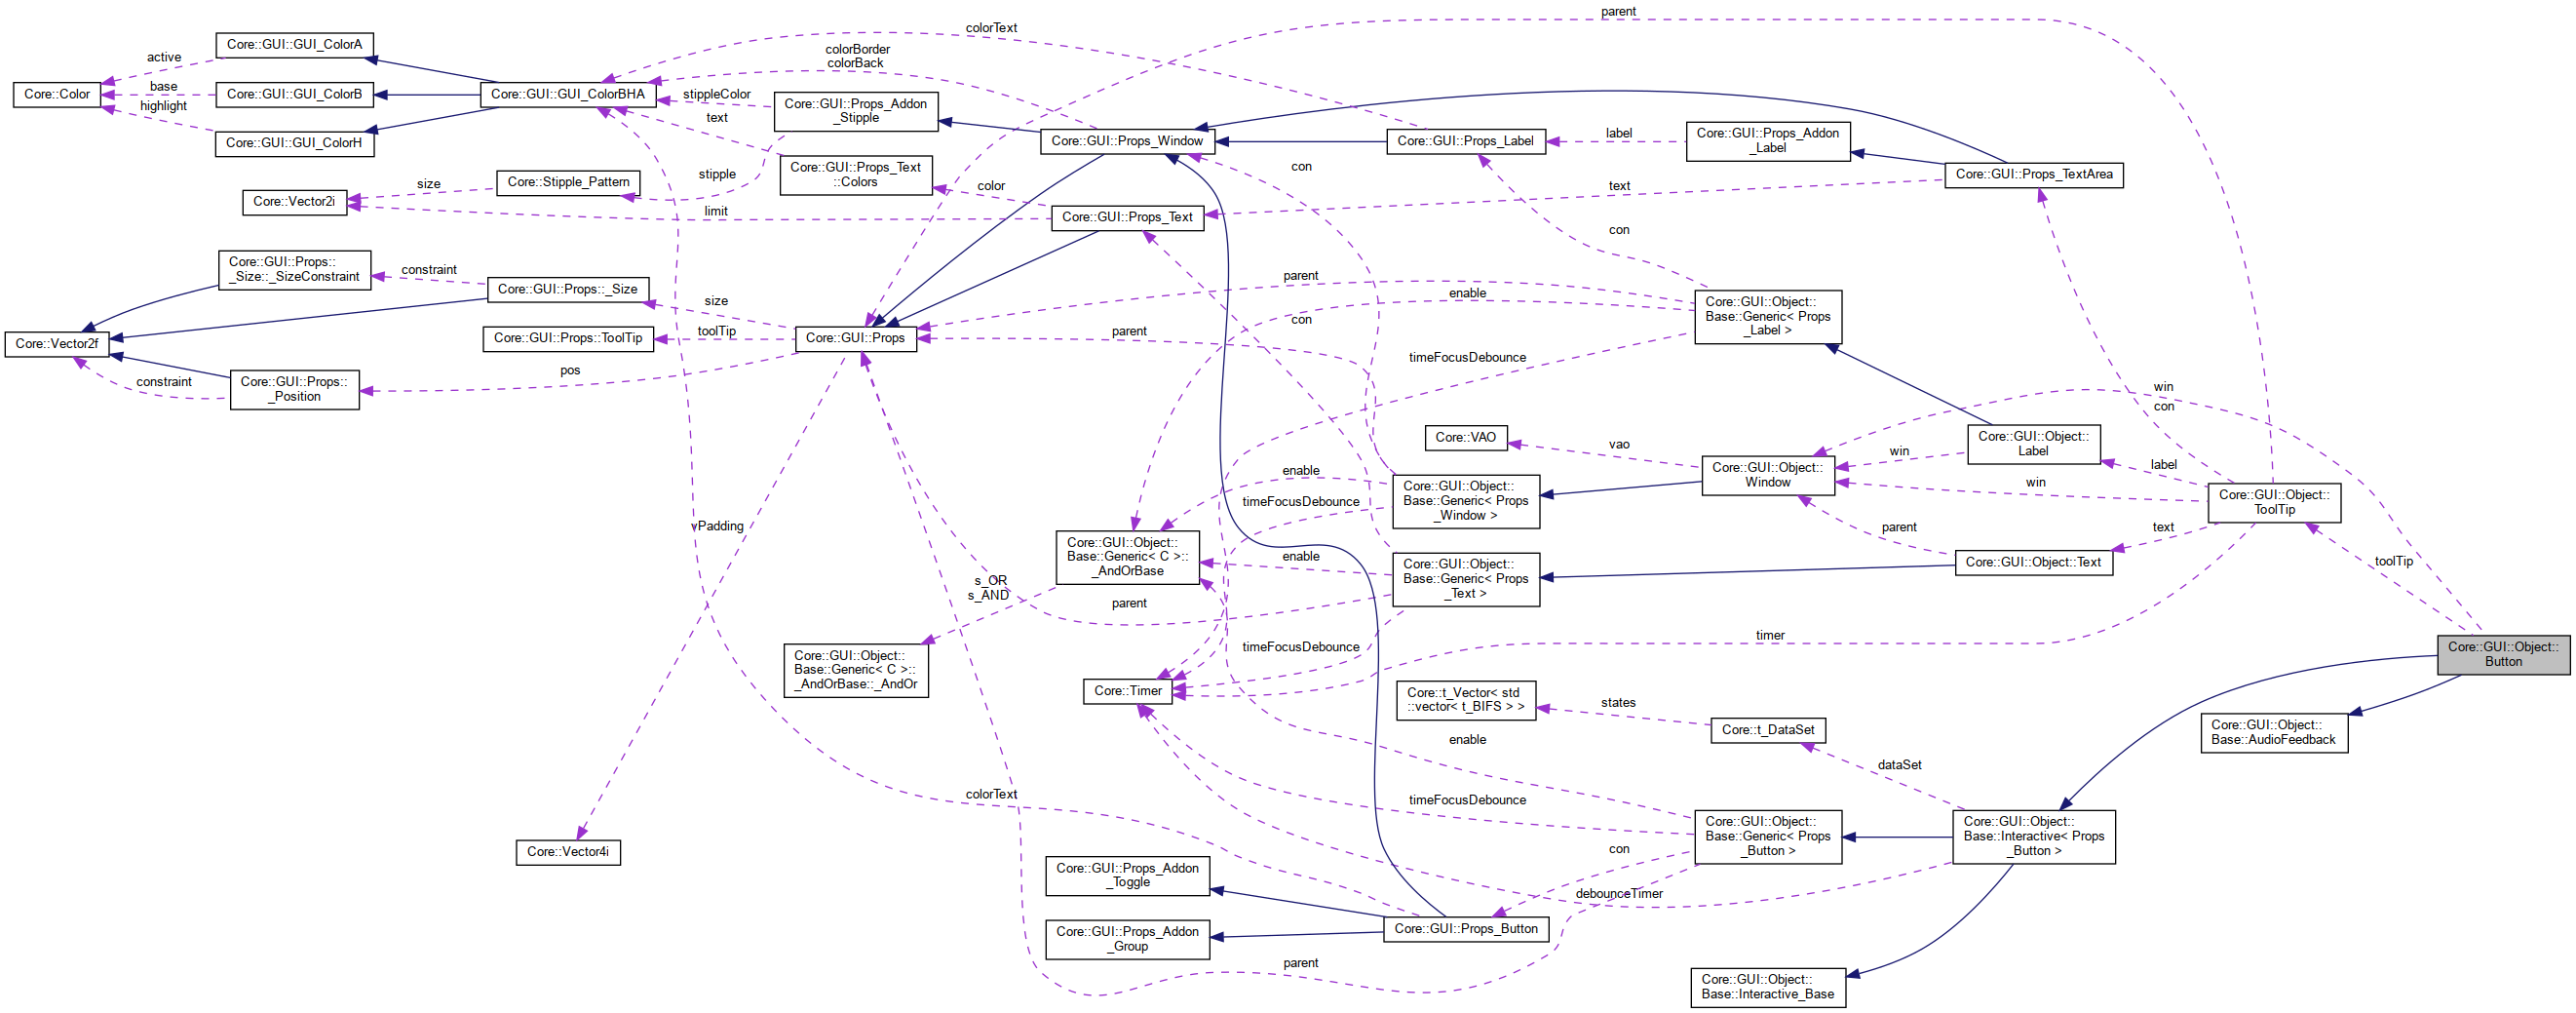 parent
colorText
Core::GUI::GUI_ColorA
active
colorBorder
colorBack
Core::Color
base
Core::GUI::GUI_ColorB
Core::GUI::GUI_ColorBHA
stippleColor
Core::GUI::Props_Addon
_Stipple
highlight
text
Core::GUI::GUI_ColorH
Core::GUI::Props_Window
Core::GUI::Props_Label
label
Core::GUI::Props_Addon
_Label
con
Core::GUI::Props_Text
::Colors
stipple
Core::GUI::Props_TextArea
size
Core::Stipple_Pattern
color
text
Core::Vector2i
limit
Core::GUI::Props_Text
con
Core::GUI::Props::
_Size::_SizeConstraint
constraint
Core::GUI::Props::_Size
parent
enable
size
Core::GUI::Object::
Base::Generic< Props
_Label >
con
toolTip
parent
Core::Vector2f
Core::GUI::Props::ToolTip
Core::GUI::Props
timeFocusDebounce
constraint
Core::GUI::Props::
_Position
pos
win
con
Core::VAO
vao
Core::GUI::Object::
Label
win
label
Core::GUI::Object::
Window
enable
Core::GUI::Object::
Base::Generic< Props
_Window >
win
Core::GUI::Object::
ToolTip
timeFocusDebounce
vPadding
parent
text
Core::GUI::Object::
Base::Generic< C >::
_AndOrBase
enable
Core::GUI::Object::
Base::Generic< Props
_Text >
Core::GUI::Object::Text
toolTip
s_OR
s_AND
parent
timer
timeFocusDebounce
Core::GUI::Object::
Button
Core::GUI::Object::
Base::Generic< C >::
_AndOrBase::_AndOr
Core::Timer
Core::t_Vector< std
::vector< t_BIFS > >
states
Core::t_DataSet
Core::GUI::Object::
Base::AudioFeedback
enable
dataSet
colorText
timeFocusDebounce
Core::GUI::Object::
Base::Generic< Props
_Button >
Core::GUI::Object::
Base::Interactive< Props
_Button >
Core::Vector4i
con
Core::GUI::Props_Addon
_Toggle
debounceTimer
Core::GUI::Props_Addon
_Group
Core::GUI::Props_Button
parent
Core::GUI::Object::
Base::Interactive_Base